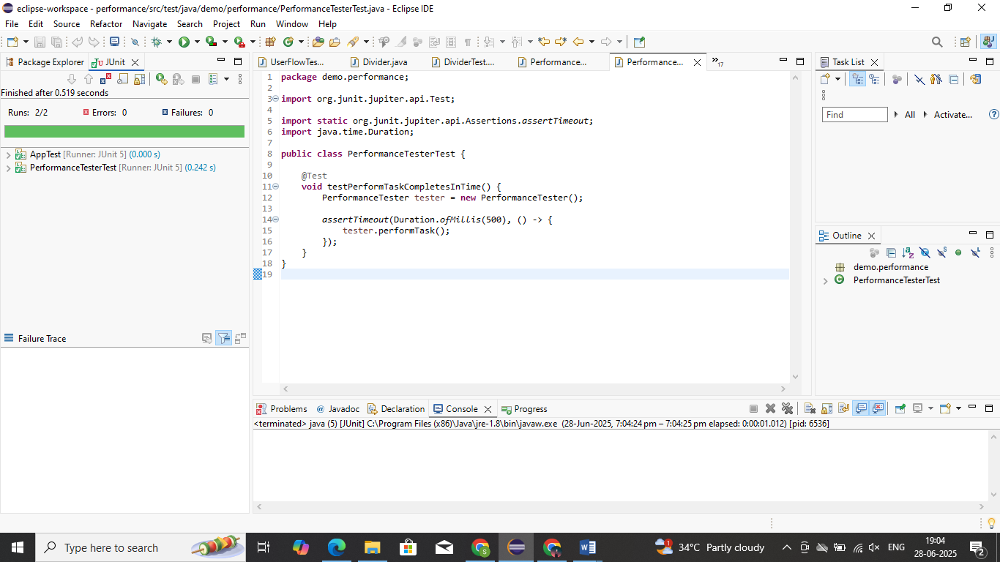 eclipse-workspace - performance/src/test/java/demo/performance/PerformanceTesterTest.java - Eclipse IDE
File Edit Source Refactor Navigate Search Project Run Window Help
Package Explorer JUnit
Finished after 0.519 seconds
Runs: 2/2 Errors: 0 Failures: 0
AppTest [Runner: JUnit 5] (0.000 s)
PerformanceTesterTest [Runner: JUnit 5] (0.242 s)
Failure Trace
UserFlowTes... Divider.java DividerTest.... Performance... Performance... »17
1 package demo.performance;
2
3 import org.junit.jupiter.api.Test;
4
5 import static org.junit.jupiter.api.Assertions.assertTimeout;
6 import java.time.Duration;
7
8 public class PerformanceTesterTest {
9
10 @Test
11 void testPerformTaskCompletesInTime() {
12 PerformanceTester tester = new PerformanceTester();
13
14 assertTimeout(Duration.ofMillis(500), () -> {
15 tester.performTask();
16 });
17 }
18 }
19
Task List
Find All Activate...
Outline
demo.performance
PerformanceTesterTest
Problems Javadoc Declaration Console Progress
<terminated> java (5) [JUnit] C:\Program Files (x86)\Java\jre-1.8\bin\javaw.exe (28-Jun-2025, 7:04:24 pm – 7:04:25 pm elapsed: 0:00:01.012) [pid: 6536]
Type here to search
34°C Partly cloudy
ENG
19:04
28-06-2025
2